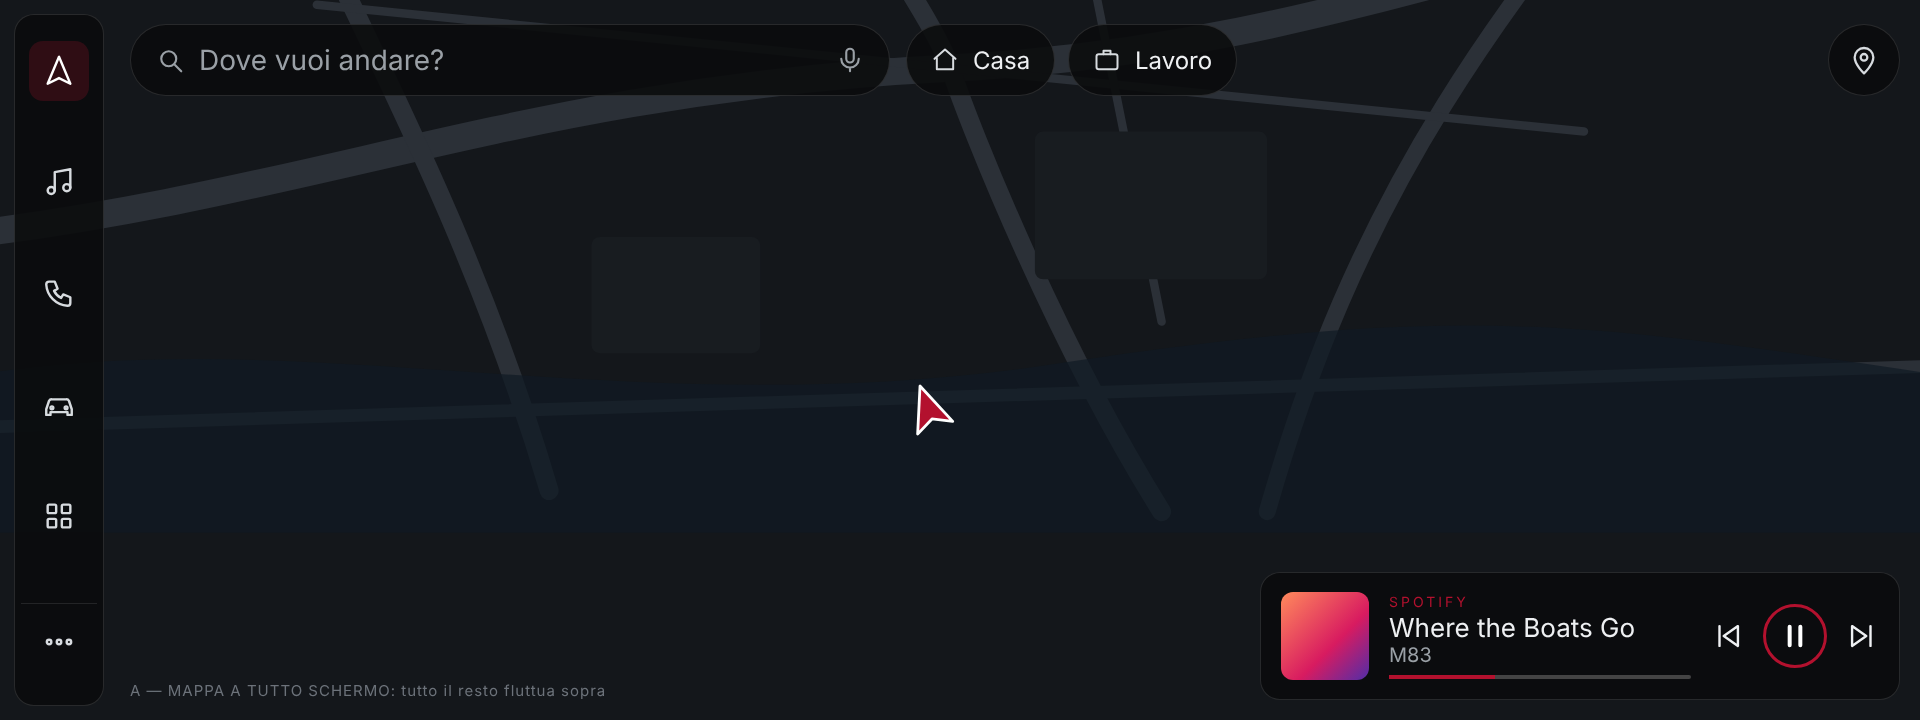 Dove vuoi andare?
Casa
Lavoro
SPOTIFY
Where the Boats Go
M83
A — MAPPA A TUTTO SCHERMO: tutto il resto fluttua sopra